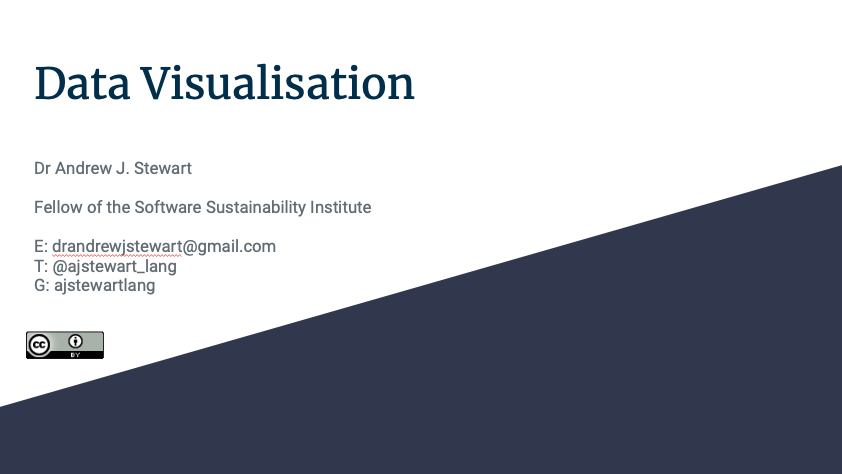 Data Visualisation
Dr Andrew J. Stewart
Fellow of the Software Sustainability Institute
E: drandrewjstewart@gmail.com
T: @ajstewart_lang
G: ajstewartlang
cc
BY